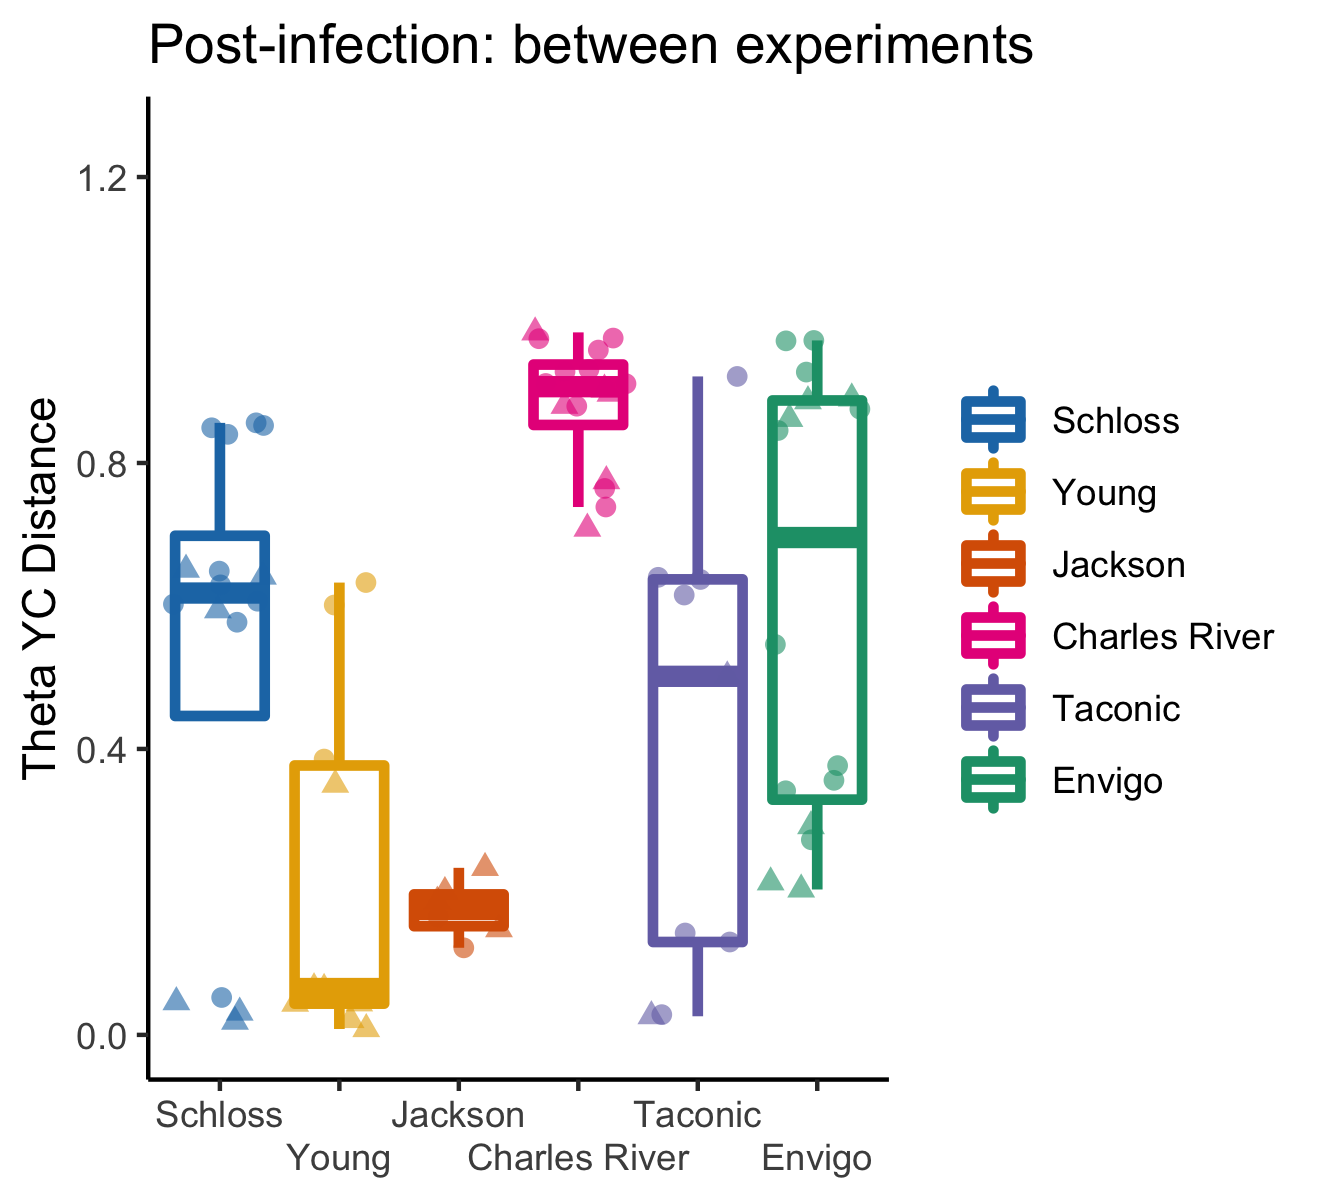 Post-infection: between experiments
Theta YC Distance
1.2
0.8
0.4
0.0
Schloss
Young
Jackson
Charles River
Taconic
Envigo
Schloss
Young
Jackson
Charles River
Taconic
Envigo